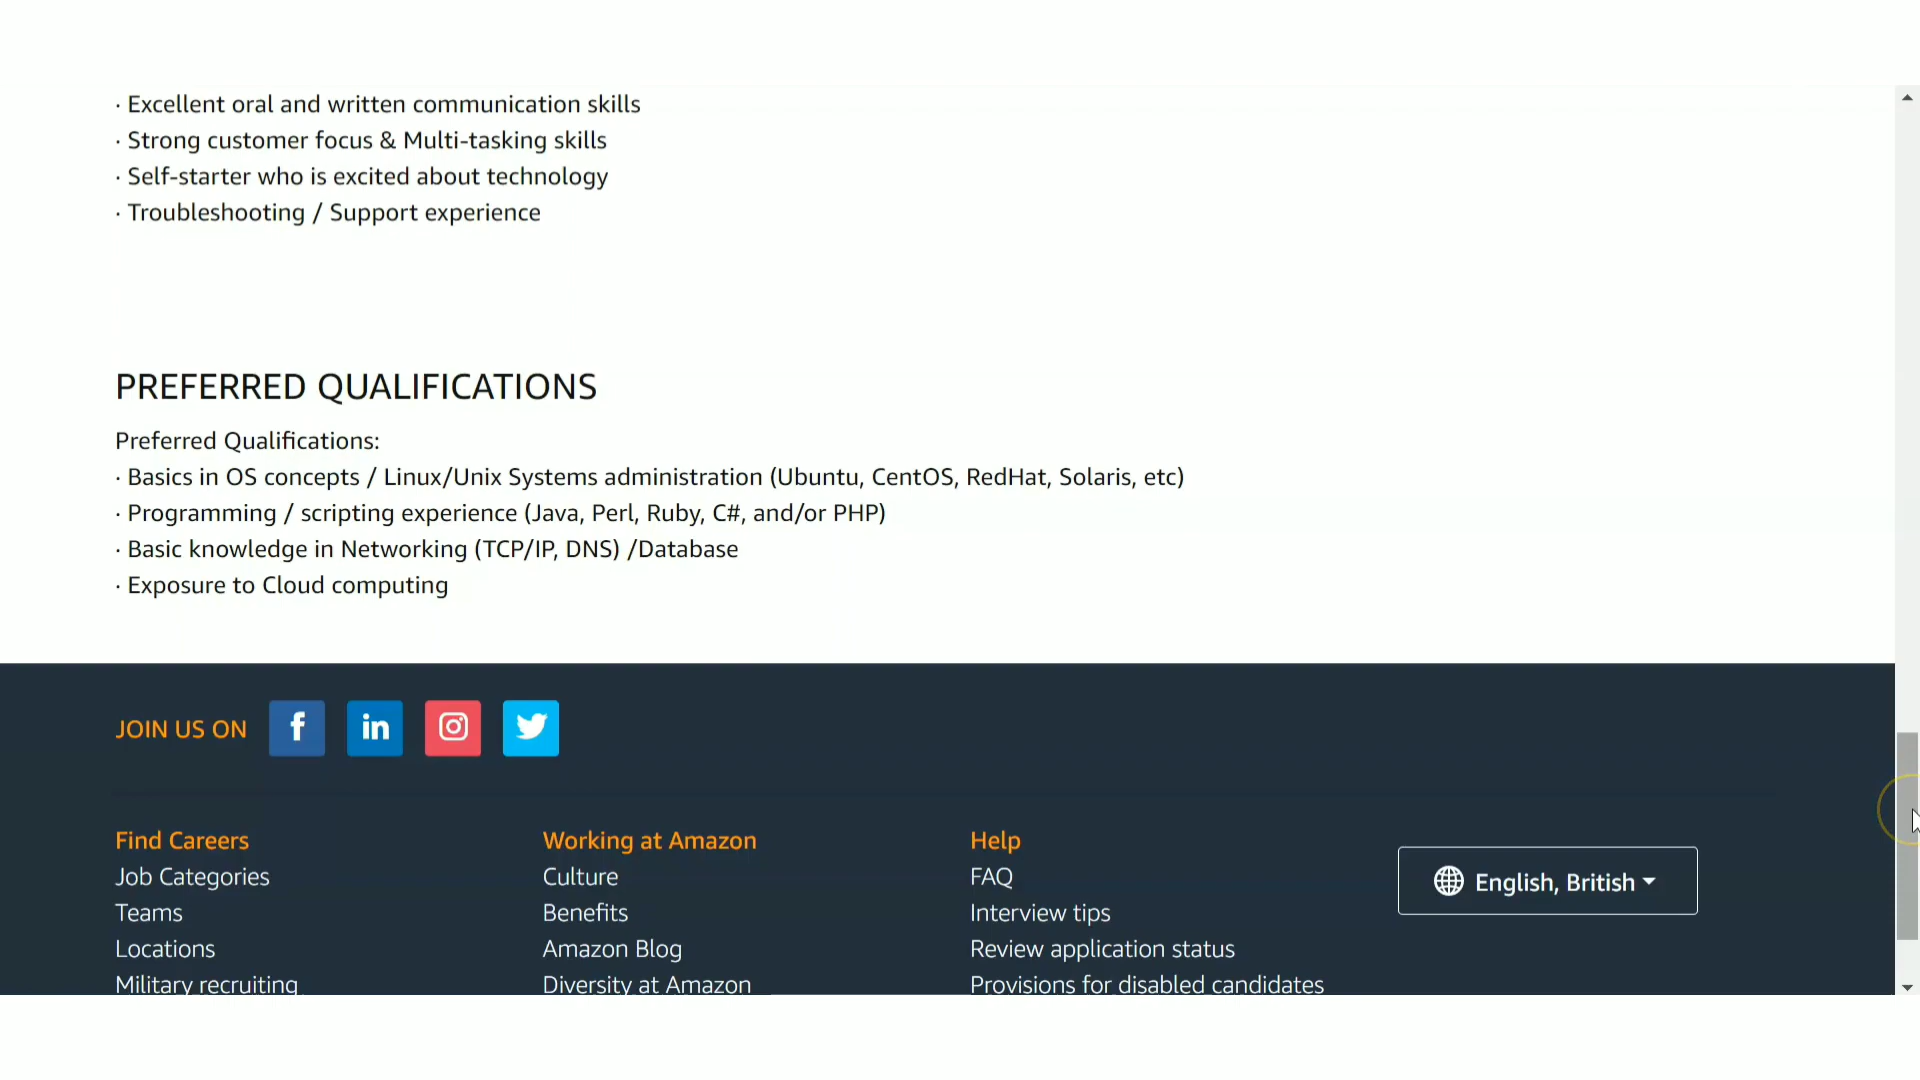 · Excellent oral and written communication skills
· Strong customer focus & Multi-tasking skills
· Self-starter who is excited about technology
· Troubleshooting / Support experience
PREFERRED QUALIFICATIONS
Preferred Qualifications:
· Basics in OS concepts / Linux/Unix Systems administration (Ubuntu, CentOS, RedHat, Solaris, etc)
· Programming / scripting experience (Java, Perl, Ruby, C#, and/or PHP)
· Basic knowledge in Networking (TCP/IP, DNS) /Database
· Exposure to Cloud computing
JOIN US ON
Find Careers
Job Categories
Teams
Locations
Military recruiting
Working at Amazon
Culture
Benefits
Amazon Blog
Diversity at Amazon
Help
FAQ
Interview tips
Review application status
Provisions for disabled candidates
English, British